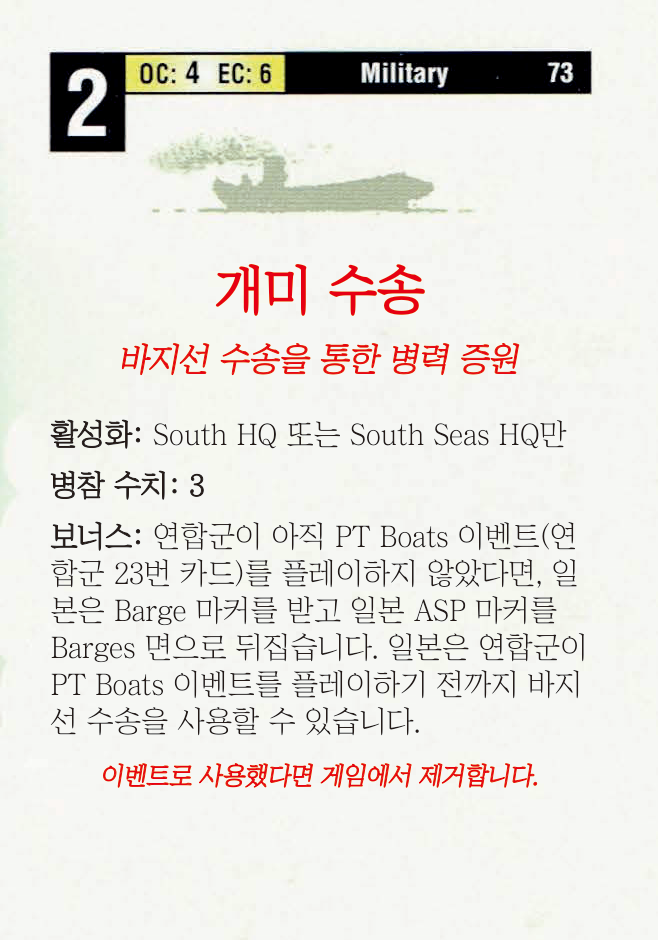 2
OC: 4 EC: 6 Military 73
개미 수송
바지선 수송을 통한 병력 증원
활성화: South HQ 또는 South Seas HQ만
병참 수치: 3
보너스: 연합군이 아직 PT Boats 이벤트(연
합군 23번 카드)를 플레이하지 않았다면, 일
본은 Barge 마커를 받고 일본 ASP 마커를
Barges 면으로 뒤집습니다. 일본은 연합군이
PT Boats 이벤트를 플레이하기 전까지 바지
선 수송을 사용할 수 있습니다.
이벤트로 사용했다면 게임에서 제거합니다.